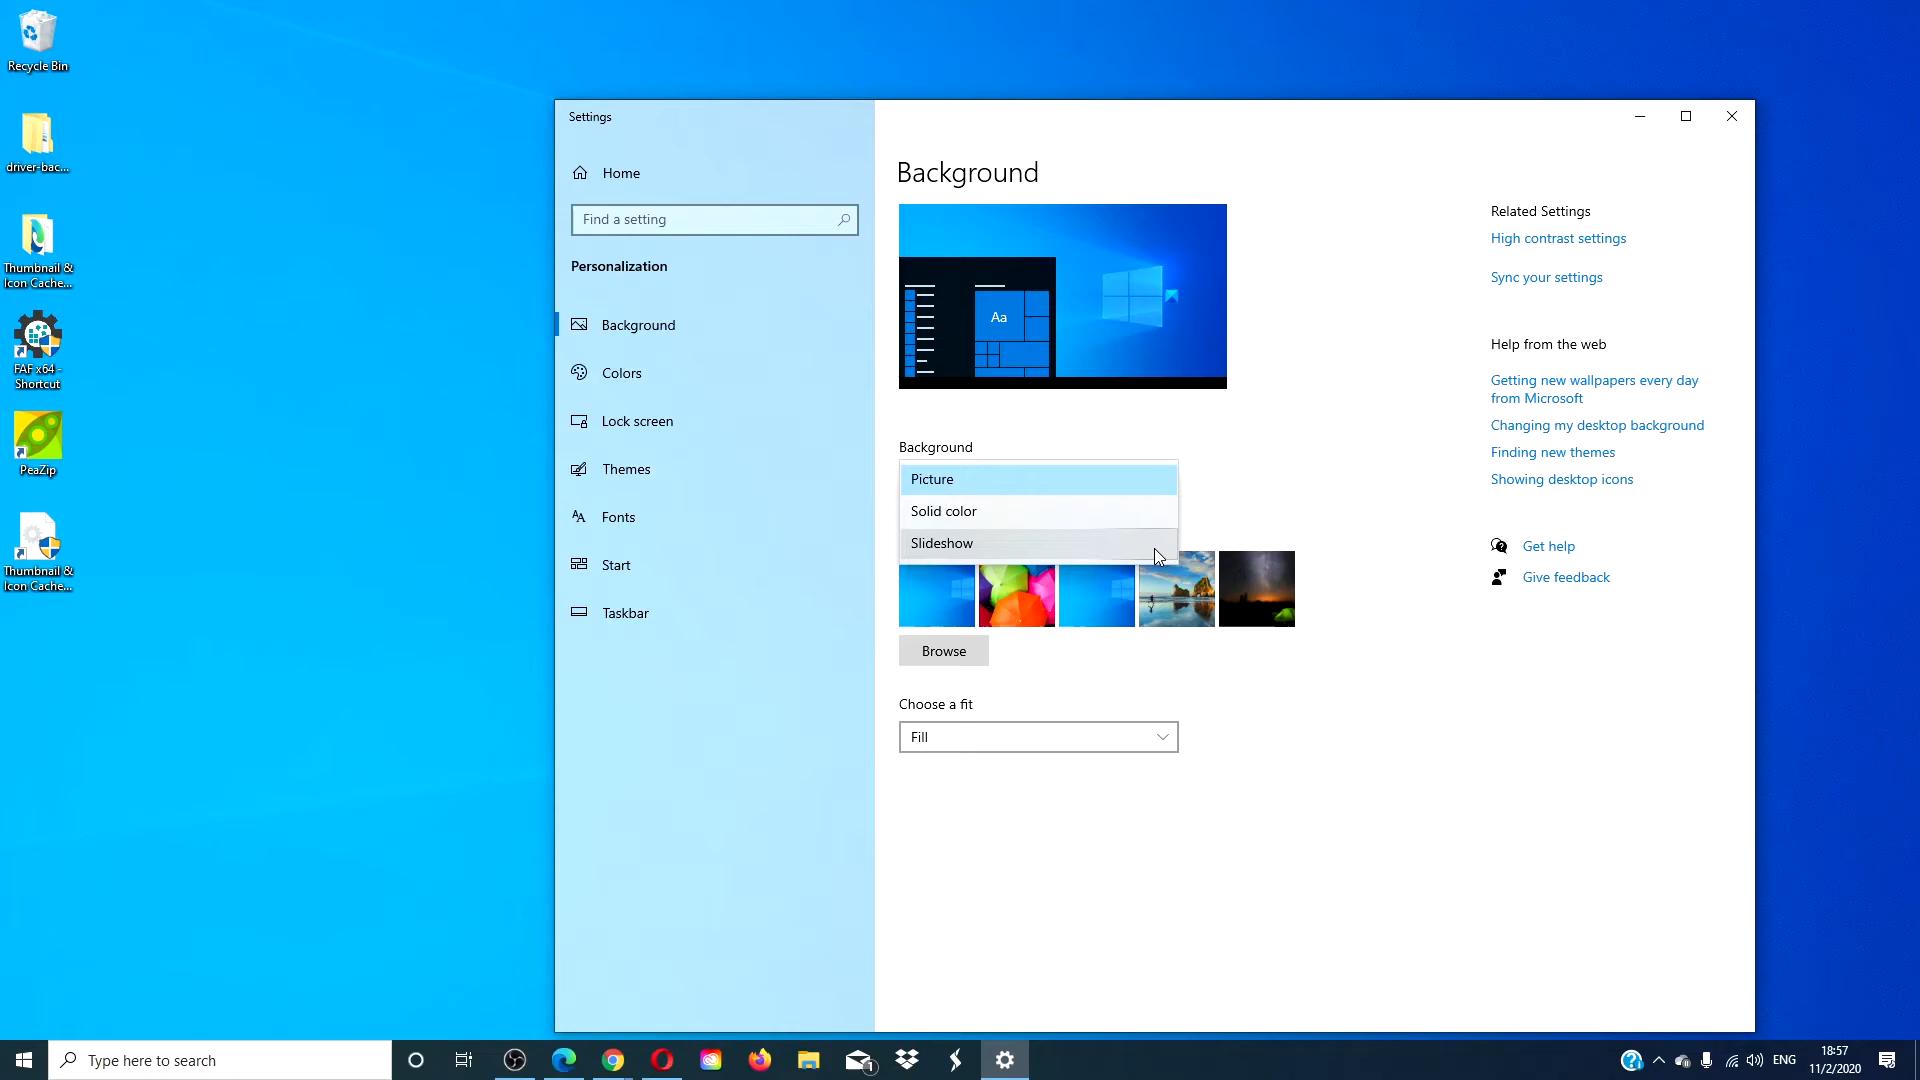 Recycle Bin
driver-bac...
Thumbnail &
Icon Cache...
FAF x64 -
Shortcut
PeaZip
Thumbnail &
Icon Cache...
Settings
Home
Find a setting
Personalization
Background
Colors
Lock screen
Themes
Fonts
Start
Taskbar
Background
Aa
Background
Picture
Solid color
Slideshow
Browse
Choose a fit
Fill
Related Settings
High contrast settings
Sync your settings
Help from the web
Getting new wallpapers every day
from Microsoft
Changing my desktop background
Finding new themes
Showing desktop icons
Get help
Give feedback
Type here to search
1
ENG
18:57
11/2/2020